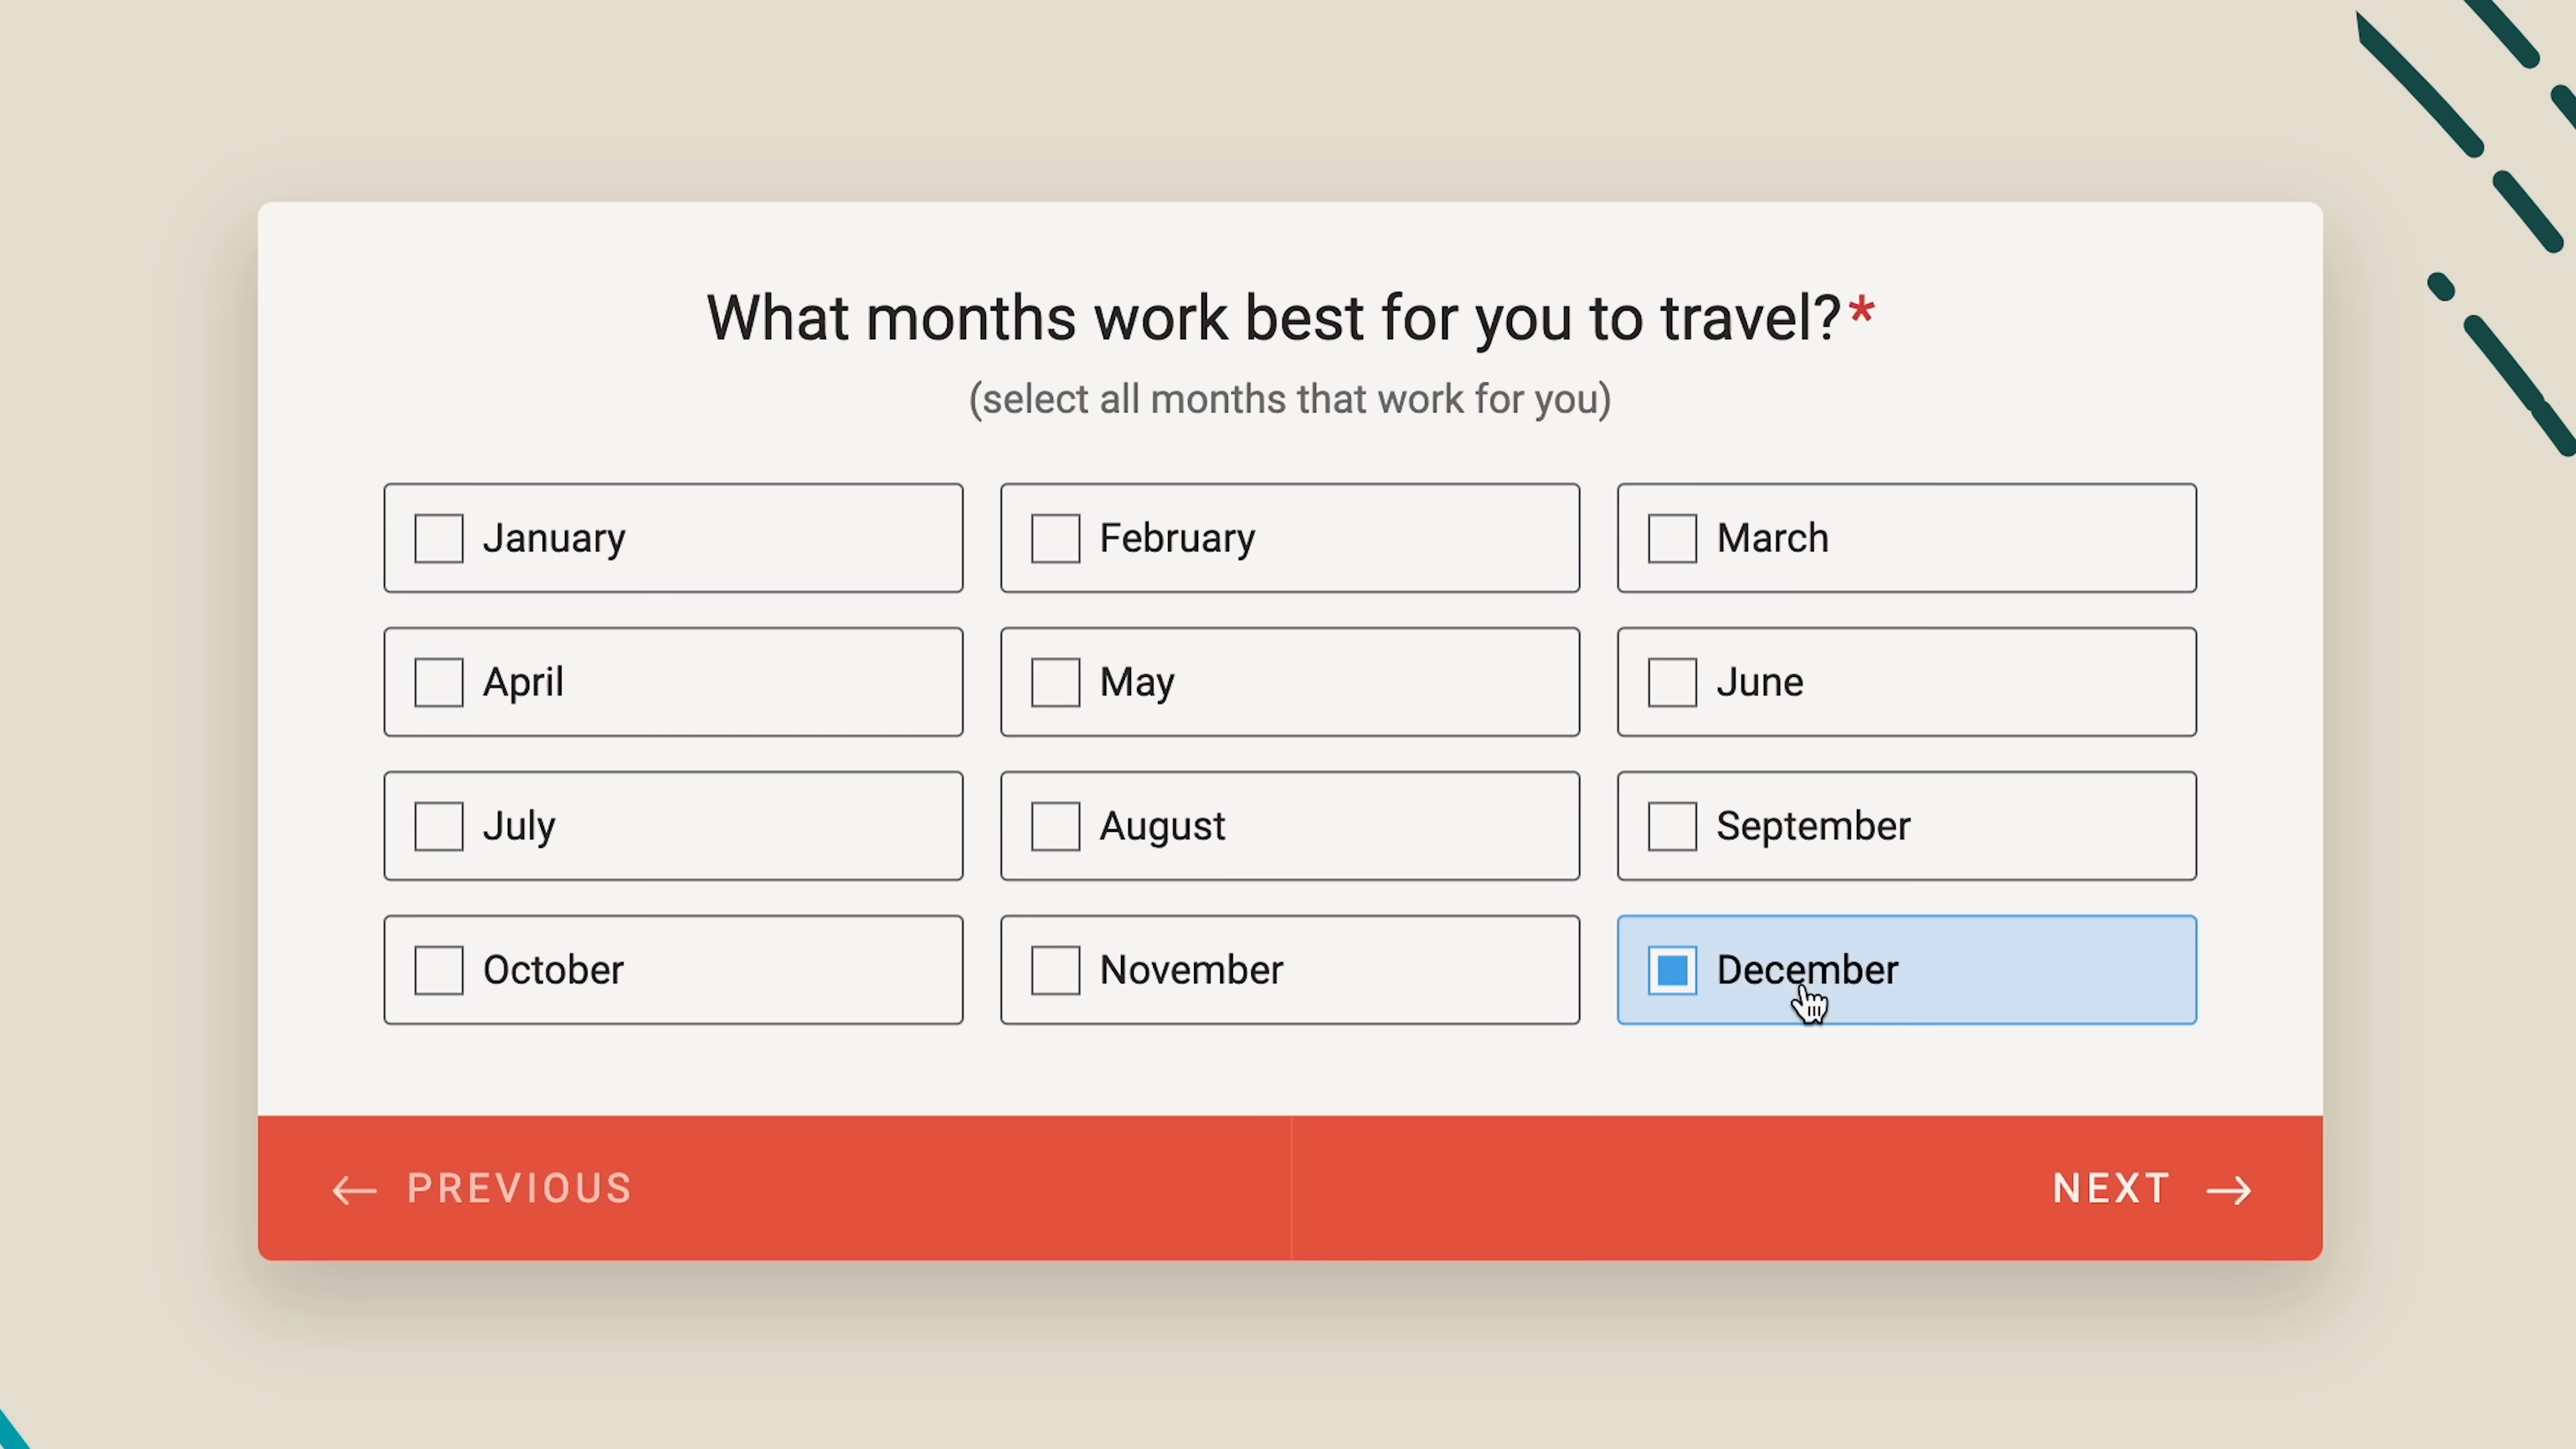 What months work best for you to travel?*
(select all months that work for you)
January
February
March
April
May
June
July
August
September
October
November
December
PREVIOUS
NEXT